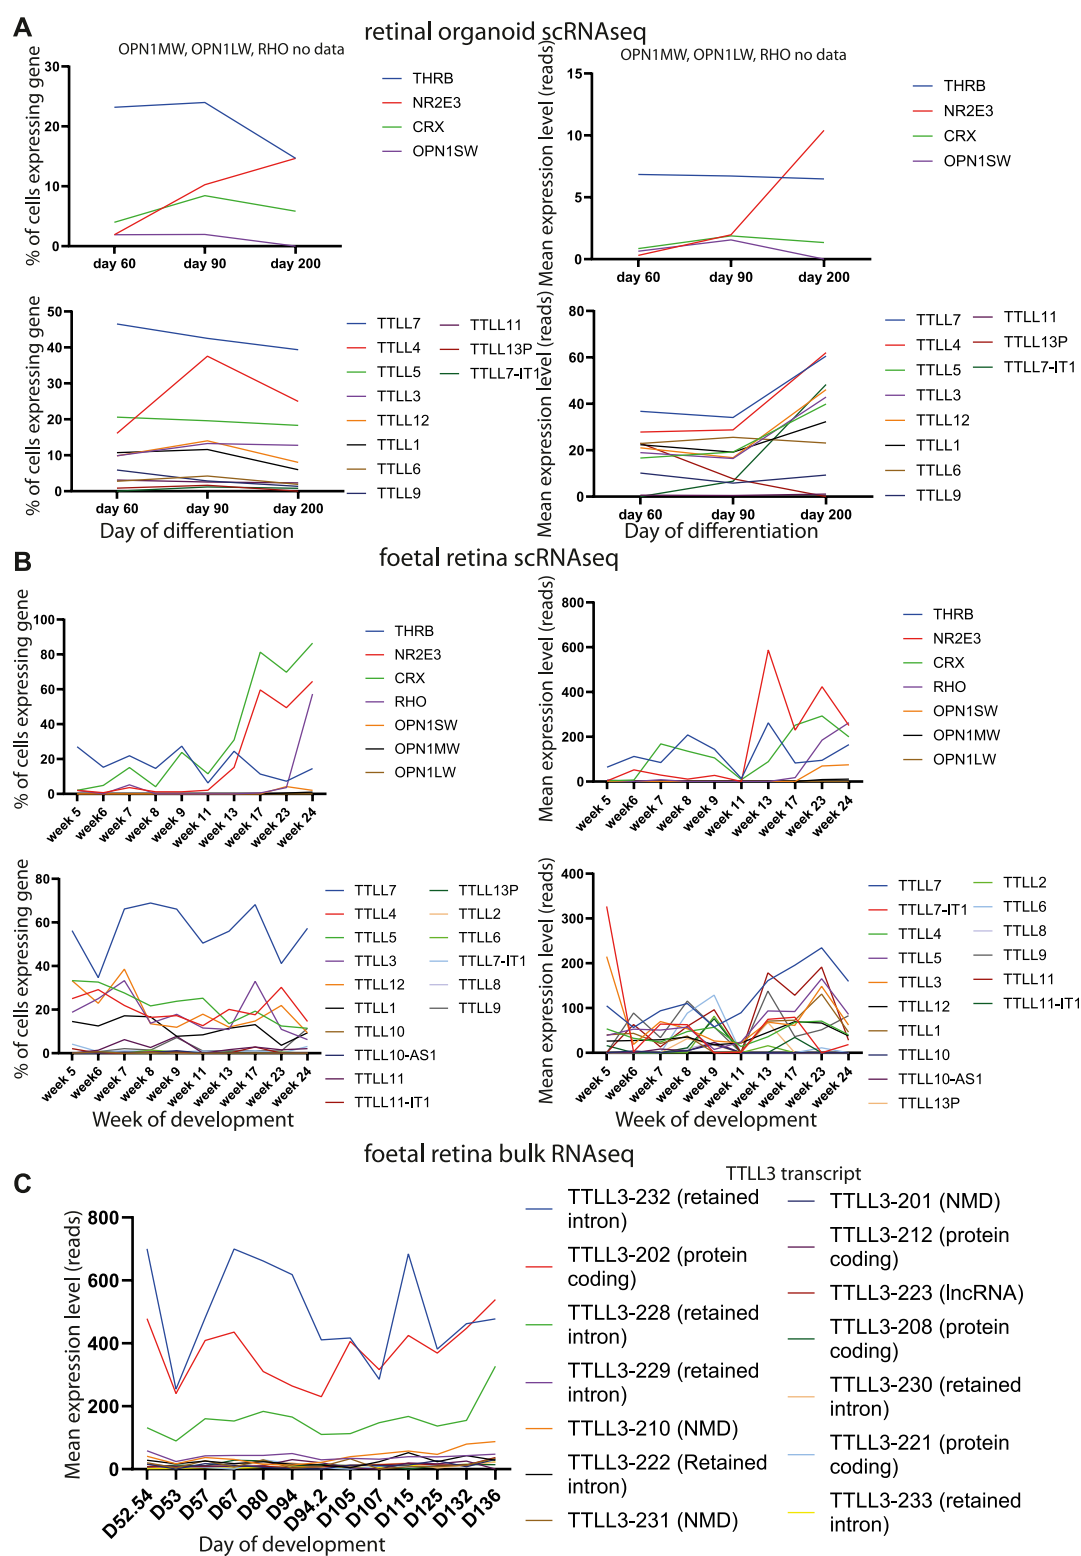 A
retinal organoid scRNAseq
OPN1MW, OPN1LW, RHO no data
% of cells expressing gene
30
20
10
0
day 60
day 90
day 200
THRB
NR2E3
CRX
OPN1SW
OPN1MW, OPN1LW, RHO no data
Mean expression level (reads)
15
10
5
0
day 60
day 90
day 200
THRB
NR2E3
CRX
OPN1SW
% of cells expressing gene
50
40
30
20
10
0
day 60
day 90
day 200
Day of differentiation
TTLL7
TTLL4
TTLL5
TTLL3
TTLL12
TTLL1
TTLL6
TTLL9
TTLL11
TTLL13P
TTLL7-IT1
Mean expression level (reads)
80
60
40
20
0
day 60
day 90
day 200
Day of differentiation
TTLL7
TTLL4
TTLL5
TTLL3
TTLL12
TTLL1
TTLL6
TTLL9
TTLL11
TTLL13P
TTLL7-IT1
B
foetal retina scRNAseq
% of cells expressing gene
100
80
60
40
20
0
week 5
week6
week 7
week 8
week 9
week 11
week 13
week 17
week 23
week 24
THRB
NR2E3
CRX
RHO
OPN1SW
OPN1MW
OPN1LW
Mean expression level (reads)
800
600
400
200
0
week 5
week6
week 7
week 8
week 9
week 11
week 13
week 17
week 23
week 24
THRB
NR2E3
CRX
RHO
OPN1SW
OPN1MW
OPN1LW
% of cells expressing gene
80
60
40
20
0
week 5
week6
week 7
week 8
week 9
week 11
week 13
week 17
week 23
week 24
Week of development
TTLL7
TTLL4
TTLL5
TTLL3
TTLL12
TTLL1
TTLL10
TTLL10-AS1
TTLL11
TTLL11-IT1
TTLL13P
TTLL2
TTLL6
TTLL7-IT1
TTLL8
TTLL9
Mean expression level (reads)
400
300
200
100
0
week 5
week6
week 7
week 8
week 9
week 11
week 13
week 17
week 23
week 24
Week of development
TTLL7
TTLL7-IT1
TTLL4
TTLL5
TTLL3
TTLL12
TTLL1
TTLL10
TTLL10-AS1
TTLL13P
TTLL2
TTLL6
TTLL8
TTLL9
TTLL11
TTLL11-IT1
foetal retina bulk RNAseq
C
Mean expression level (reads)
800
600
400
200
0
D52.54
D53
D57
D67
D80
D94
D94.2
D105
D107
D115
D125
D132
D136
Day of development
TTLL3 transcript
TTLL3-232 (retained
intron)
TTLL3-202 (protein
coding)
TTLL3-228 (retained
intron)
TTLL3-229 (retained
intron)
TTLL3-210 (NMD)
TTLL3-222 (Retained
intron)
TTLL3-231 (NMD)
TTLL3-201 (NMD)
TTLL3-212 (protein
coding)
TTLL3-223 (lncRNA)
TTLL3-208 (protein
coding)
TTLL3-230 (retained
intron)
TTLL3-221 (protein
coding)
TTLL3-233 (retained
intron)